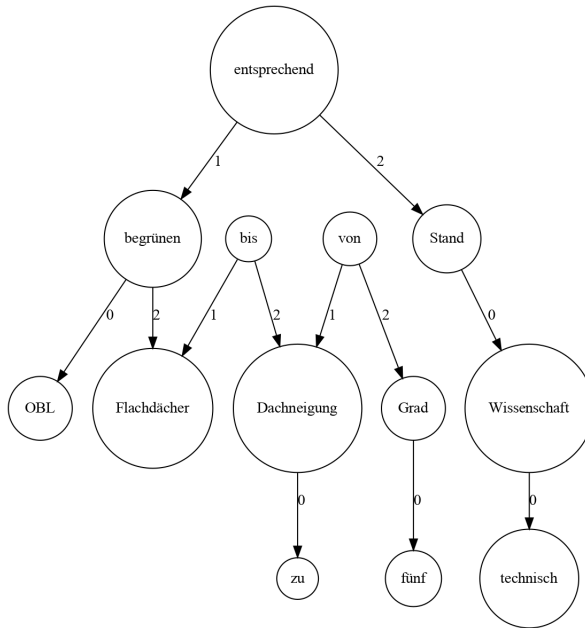 entsprechend
1
2
begrünen
bis
von
Stand
0
2
1
2
1
2
0
OBL
Flachdächer
Dachneigung
Grad
Wissenschaft
0
0
0
zu
fünf
technisch